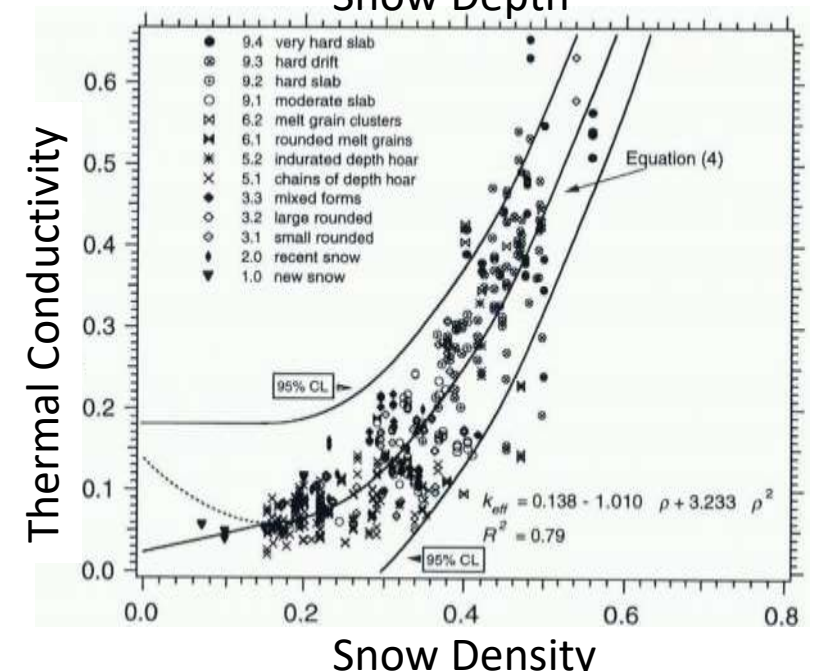 Snow Depth
9.4 very hard slab
9.3 hard drift
9.2 hard slab
9.1 moderate slab
6.2 melt grain clusters
6.1 rounded melt grains
5.2 indurated depth hoar
5.1 chains of depth hoar
3.3 mixed forms
3.2 large rounded
3.1 small rounded
2.0 recent snow
1.0 new snow
Thermal Conductivity
0.6
0.5
0.4
0.3
0.2
0.1
0.0
Equation (4)
95% CL
k_eff = 0.138 - 1.010 ρ + 3.233 ρ²
R² = 0.79
95% CL
0.0 0.2 0.4 0.6 0.8
Snow Density